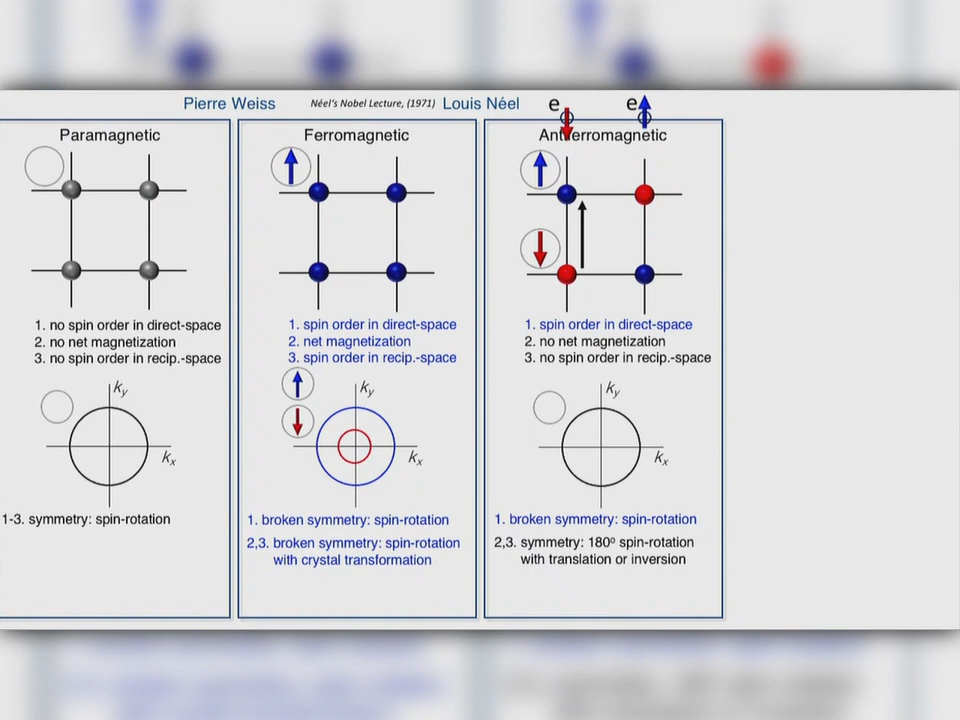 Pierre Weiss Néel's Nobel Lecture, (1971) Louis Néel
e e
Paramagnetic
1. no spin order in direct-space
2. no net magnetization
3. no spin order in recip.-space
ky
kx
1-3. symmetry: spin-rotation
Ferromagnetic
1. spin order in direct-space
2. net magnetization
3. spin order in recip.-space
ky
kx
1. broken symmetry: spin-rotation
2,3. broken symmetry: spin-rotation
with crystal transformation
Antiferromagnetic
1. spin order in direct-space
2. no net magnetization
3. no spin order in recip.-space
ky
kx
1. broken symmetry: spin-rotation
2,3. symmetry: 180º spin-rotation
with translation or inversion